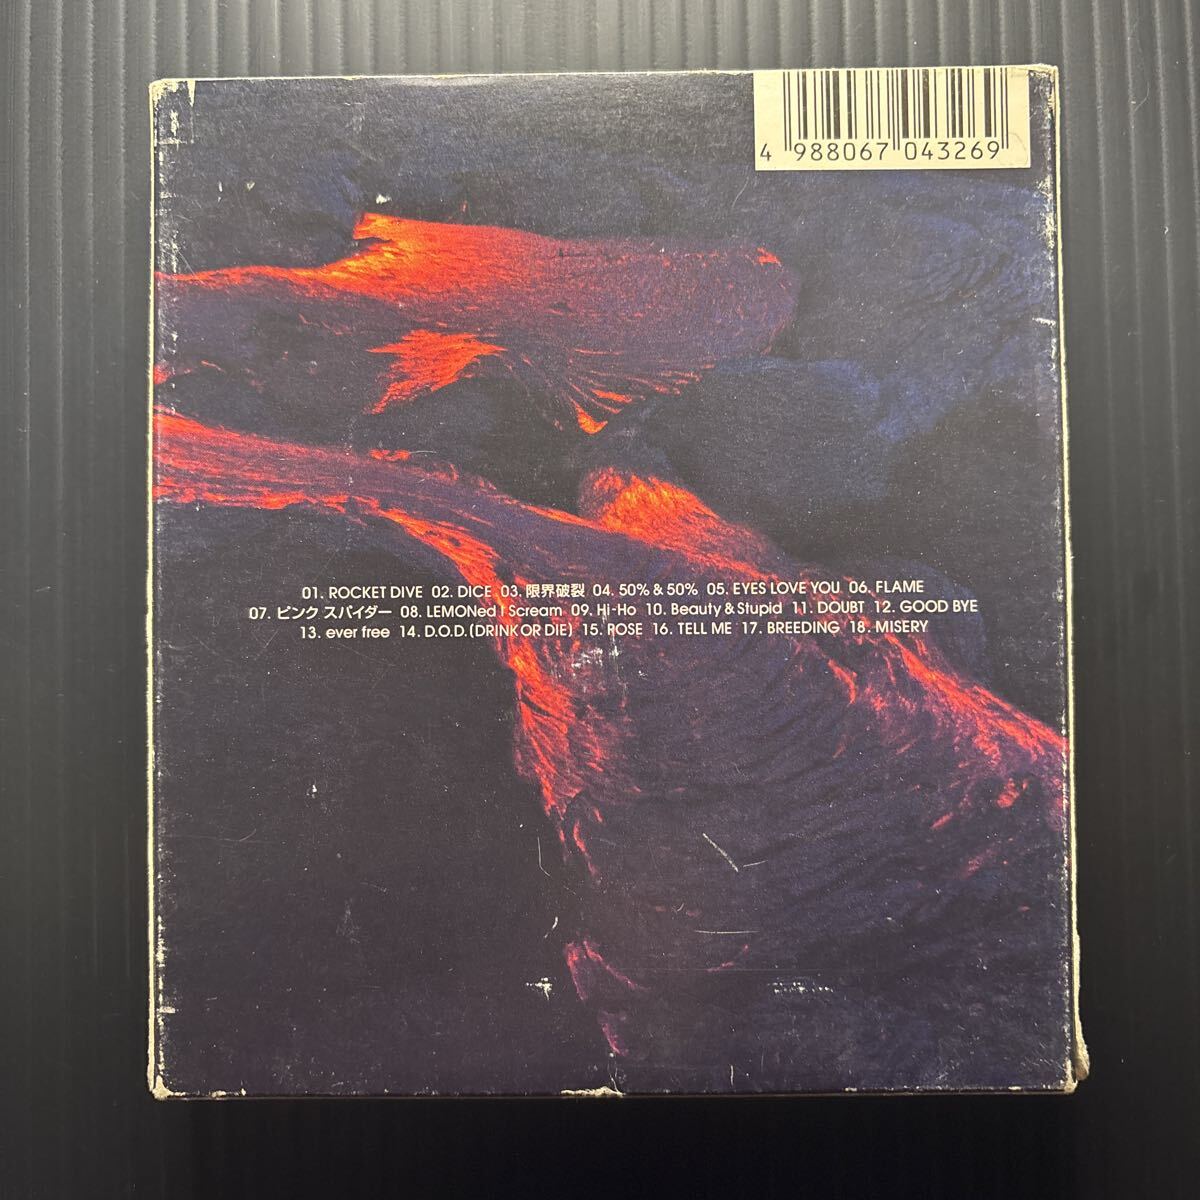 4 988067 043269
01. ROCKET DIVE 02. DICE 03. 限界破裂 04. 50% & 50% 05. EYES LOVE YOU 06. FLAME
07. ピンク スパイダー 08. LEMONed I Scream 09. Hi-Ho 10. Beauty & Stupid 11. DOUBT 12. GOOD BYE
13. ever free 14. D.O.D. (DRINK OR DIE) 15. POSE 16. TELL ME 17. BREEDING 18. MISERY